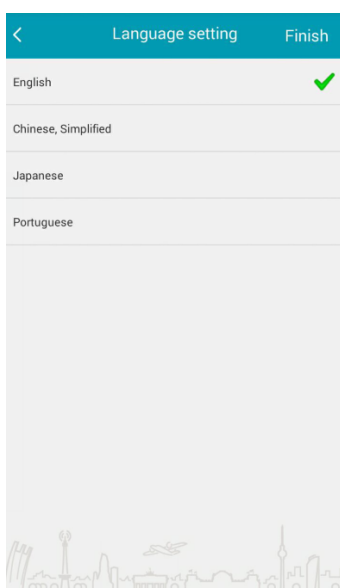 Language setting Finish
English
Chinese, Simplified
Japanese
Portuguese